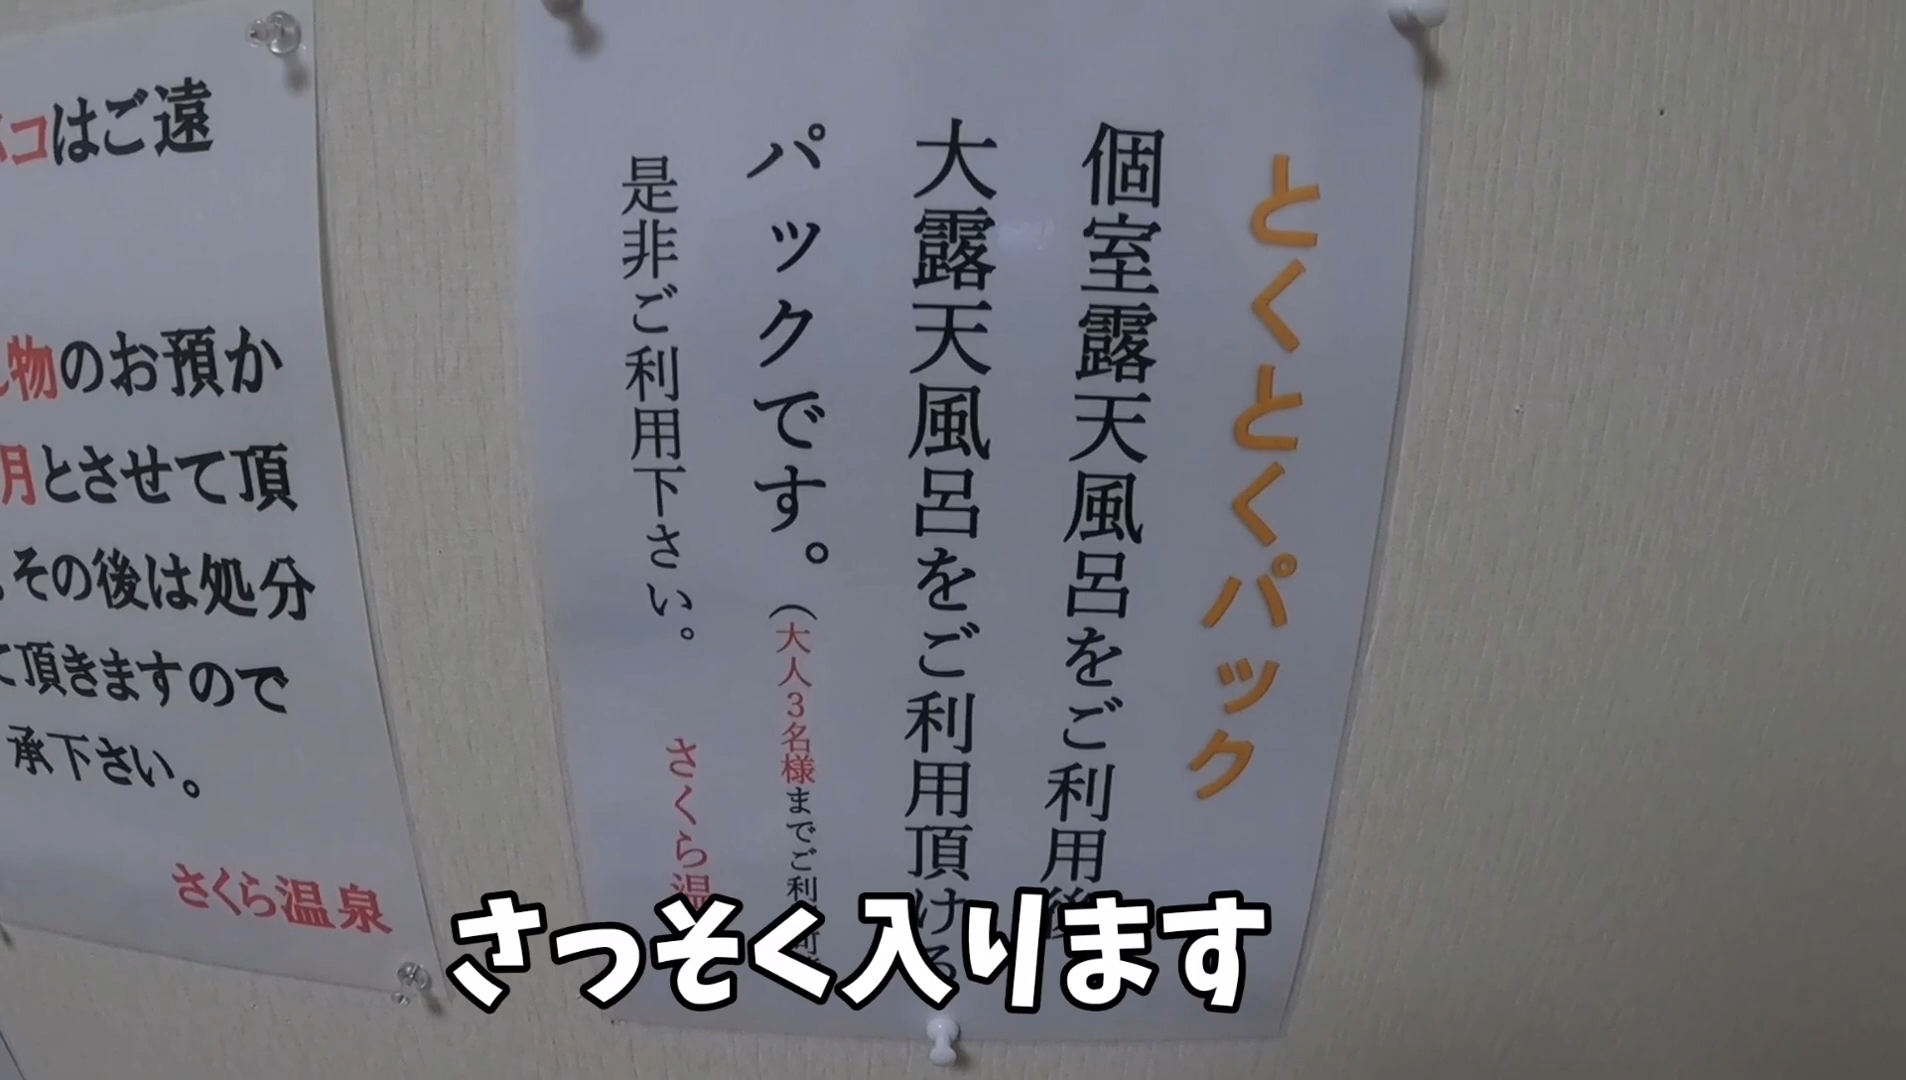 とくとくパック
個室露天風呂をご利用後
大露天風呂をご利用頂ける
パックです。(大人3名様までご利
是非ご利用下さい。
さくら温
コはご遠
物のお預か
月とさせて頂
その後は処分
て頂きますので
承下さい。
さくら温泉
さっそく入ります